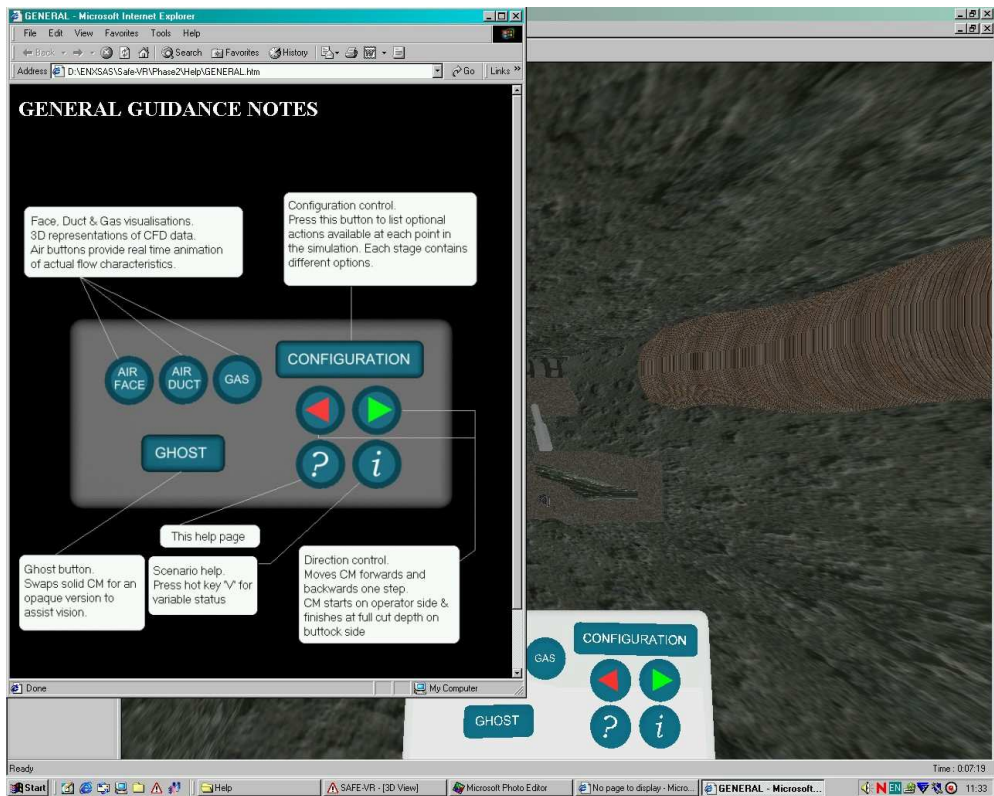 GENERAL - Microsoft Internet Explorer
File Edit View Favorites Tools Help
Back
Search Favorites History
Address D:\ENXSAS\Safe-VR\Phase2\Help\GENERAL.htm Go Links »
GENERAL GUIDANCE NOTES
Face, Duct & Gas visualisations.
3D representations of CFD data.
Air buttons provide real time animation
of actual flow characteristics.
Configuration control.
Press this button to list optional
actions available at each point in
the simulation. Each stage contains
different options.
AIR
FACE
AIR
DUCT
GAS
CONFIGURATION
GHOST
?
i
This help page
Ghost button.
Swaps solid CM for an
opaque version to
assist vision.
Scenario help.
Press hot key "V" for
variable status
Direction control.
Moves CM forwards and
backwards one step.
CM starts on operator side &
finishes at full cut depth on
buttock side
Done My Computer
GAS
CONFIGURATION
GHOST
?
i
Ready Time : 0:07:19
Start Help SAFE-VR - [3D View] Microsoft Photo Editor No page to display - Micro... GENERAL - Microsoft... N EN 11:33